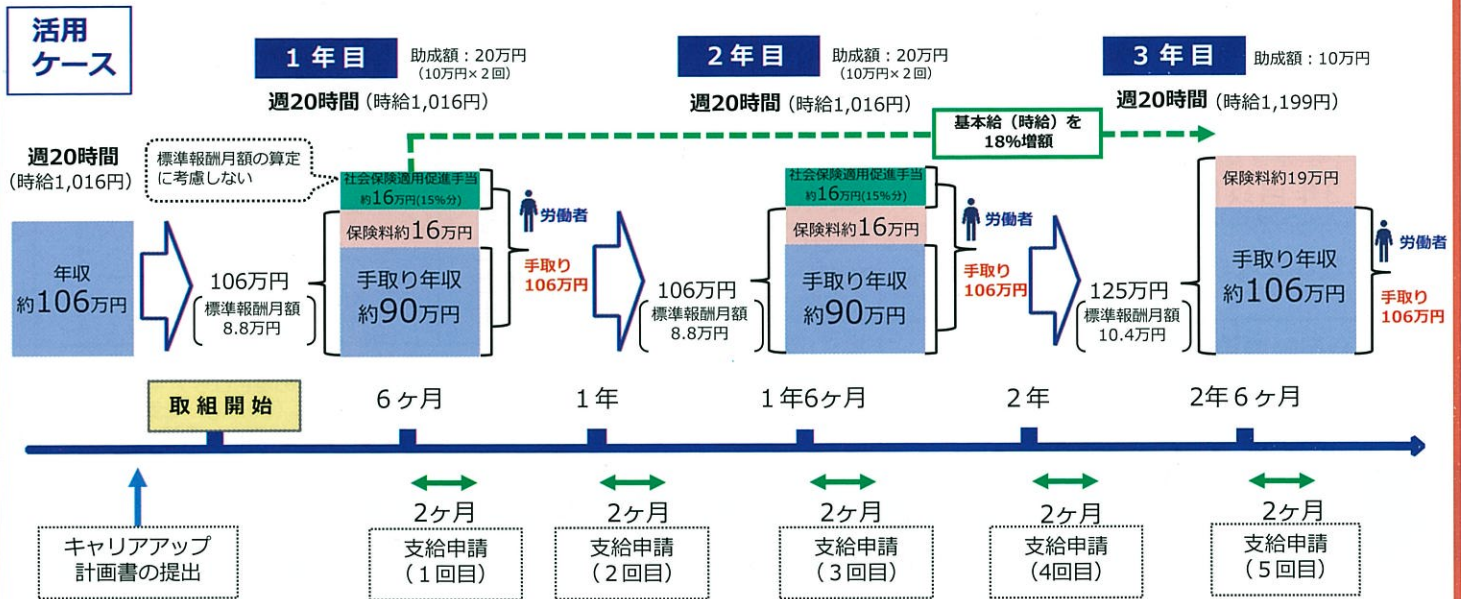 活用
ケース
1年目
助成額：20万円
（10万円×2回）
週20時間（時給1,016円）
2年目
助成額：20万円
（10万円×2回）
週20時間（時給1,016円）
3年目
助成額：10万円
週20時間（時給1,199円）
基本給（時給）を
18%増額
週20時間
（時給1,016円）
標準報酬月額の算定
に考慮しない
年収
約106万円
106万円
標準報酬月額
8.8万円
社会保険適用促進手当
約16万円(15%分)
保険料約16万円
手取り年収
約90万円
労働者
手取り
106万円
106万円
標準報酬月額
8.8万円
社会保険適用促進手当
約16万円(15%分)
保険料約16万円
手取り年収
約90万円
労働者
手取り
106万円
125万円
標準報酬月額
10.4万円
保険料約19万円
手取り年収
約106万円
労働者
手取り
106万円
取組開始
6ヶ月
1年
1年6ヶ月
2年
2年6ヶ月
2ヶ月
2ヶ月
2ヶ月
2ヶ月
2ヶ月
キャリアアップ
計画書の提出
支給申請
（1回目）
支給申請
（2回目）
支給申請
（3回目）
支給申請
（4回目）
支給申請
（5回目）